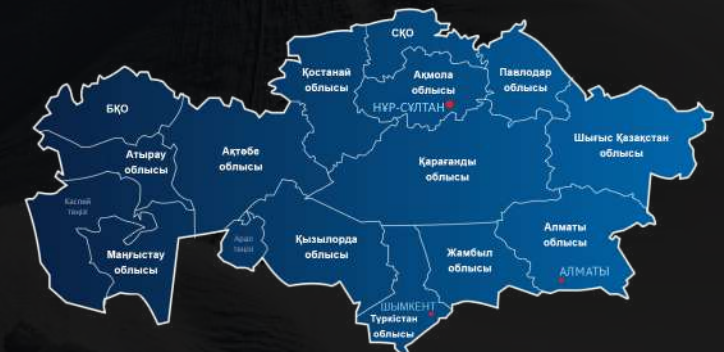 СҚО
Қостанай
облысы
Ақмола
облысы
Павлодар
облысы
НҰР-СҰЛТАН
БҚО
Атырау
облысы
Ақтөбе
облысы
Қарағанды
облысы
Шығыс Қазақстан
облысы
Каспий
теңізі
Маңғыстау
облысы
Арал
теңізі
Қызылорда
облысы
Жамбыл
облысы
Алматы
облысы
АЛМАТЫ
ШЫМКЕНТ
Түркістан
облысы